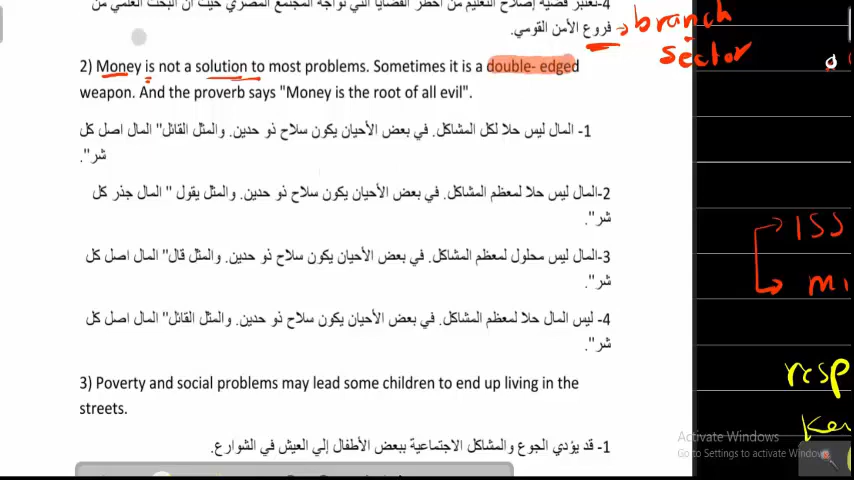 4-تعتبر قضية إصلاح التعليم من أخطر القضايا التي تواجه المجتمع المصري حيث ان البحث العلمي من
فروع الأمن القومي.
branch
sector
2) Money is not a solution to most problems. Sometimes it is a double- edged
weapon. And the proverb says "Money is the root of all evil".
1- المال ليس حلا لكل المشاكل. في بعض الأحيان يكون سلاح ذو حدين. والمثل القائل" المال اصل كل
شر".
2-المال ليس حلا لمعظم المشاكل. في بعض الأحيان يكون سلاح ذو حدين. والمثل يقول " المال جذر كل
شر".
3-المال ليس محلول لمعظم المشاكل. في بعض الأحيان يكون سلاح ذو حدين. والمثل قال" المال اصل كل
شر".
4- ليس المال حلا لمعظم المشاكل. في بعض الأحيان يكون سلاح ذو حدين. والمثل القائل" المال اصل كل
شر".
3) Poverty and social problems may lead some children to end up living in the
streets.
1- قد يؤدي الجوع والمشاكل الاجتماعية ببعض الأطفال إلي العيش في الشوارع.
ISS
mi
resp
Activate Windows
Go to Settings to activate Windows.